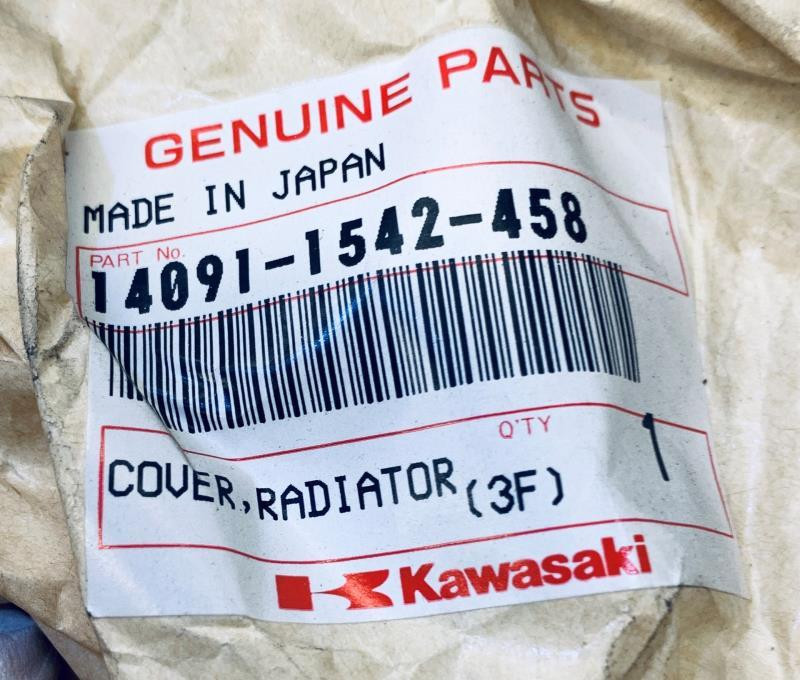 GENUINE PARTS
MADE IN JAPAN
PART No.
14091-1542-458
Q'TY
COVER,RADIATOR (3F) 1
Kawasaki